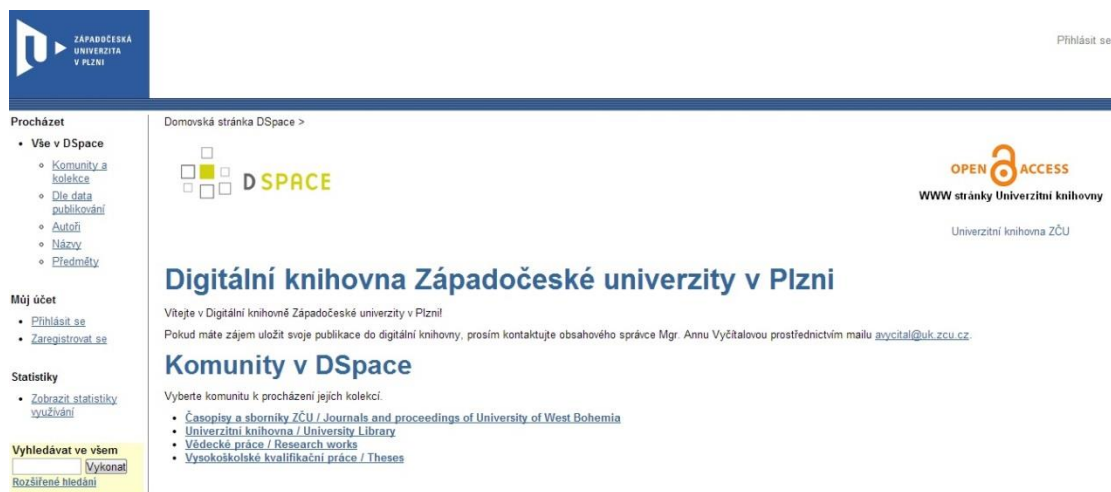 ZÁPADOČESKÁ
UNIVERZITA
V PLZNI
Přihlásit se
Procházet
Vše v DSpace
Komunity a
kolekce
Dle data
publikování
Autoři
Názvy
Předměty
Můj účet
Přihlásit se
Zaregistrovat se
Statistiky
Zobrazit statistiky
využívání
Vyhledávat ve všem
Vykonat
Rozšířené hledání
Domovská stránka DSpace >
DSPACE
OPEN ACCESS
WWW stránky Univerzitní knihovny
Univerzitní knihovna ZČU
Digitální knihovna Západočeské univerzity v Plzni
Vítejte v Digitální knihovně Západočeské univerzity v Plzni!
Pokud máte zájem uložit svoje publikace do digitální knihovny, prosím kontaktujte obsahového správce Mgr. Annu Vyčítalovou prostřednictvím mailu avycital@uk.zcu.cz.
Komunity v DSpace
Vyberte komunitu k procházení jejích kolekcí.
Časopisy a sborníky ZČU / Journals and proceedings of University of West Bohemia
Univerzitní knihovna / University Library
Vědecké práce / Research works
Vysokoškolské kvalifikační práce / Theses